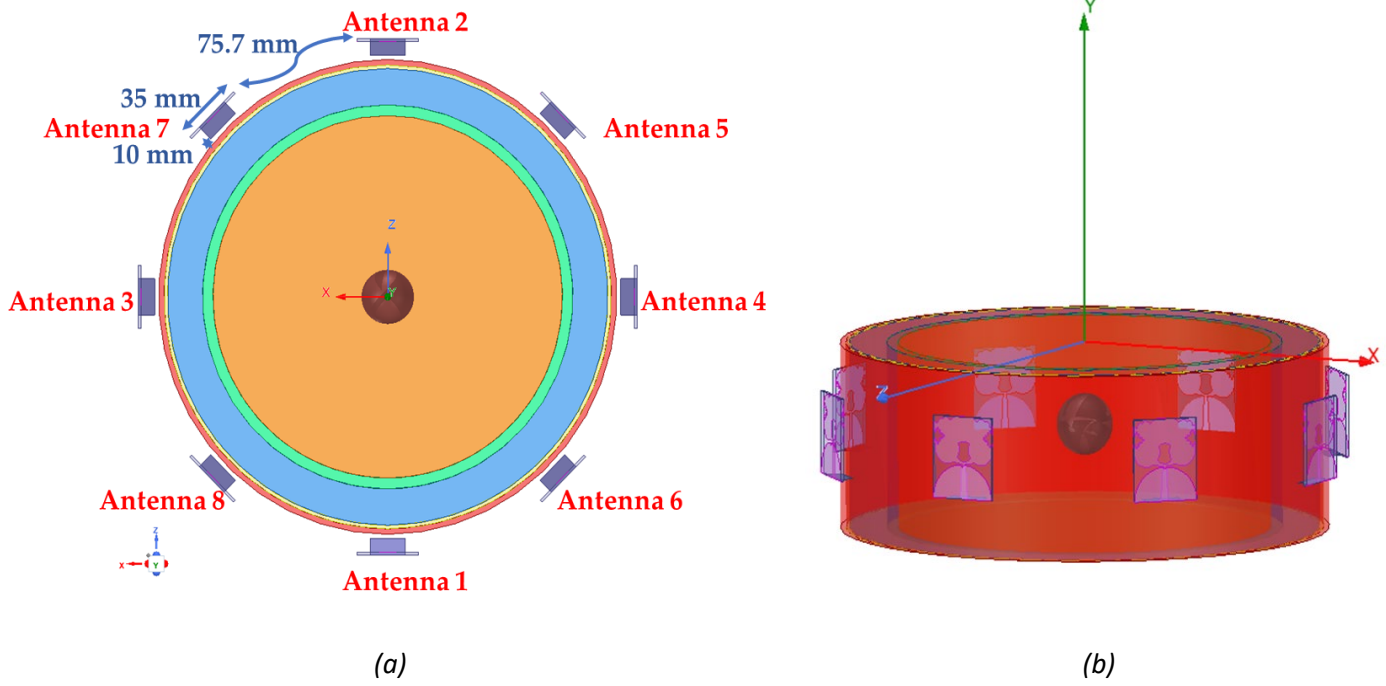 Antenna 2
75.7 mm
35 mm
Antenna 7
10 mm
Antenna 5
Z
X
Y
Antenna 3
Antenna 4
Antenna 8
Antenna 6
Antenna 1
Z
X
Y
Y
X
Z
(a)
(b)